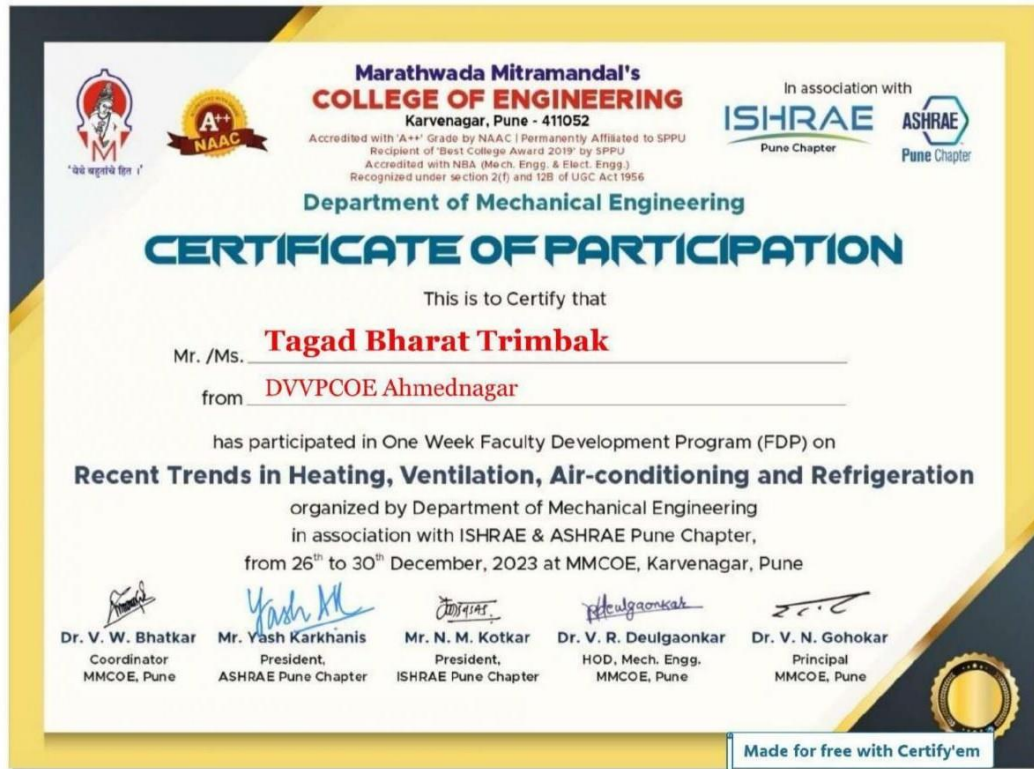 'येथे बहुतांचे हित ।'
A++
NAAC
Marathwada Mitramandal's
COLLEGE OF ENGINEERING
Karvenagar, Pune - 411052
Accredited with 'A++' Grade by NAAC | Permanently Affiliated to SPPU
Recipient of 'Best College Award 2019' by SPPU
Accredited with NBA (Mech. Engg. & Elect. Engg.)
Recognized under section 2(f) and 12B of UGC Act 1956
In association with
ISHRAE
Pune Chapter
ASHRAE
Pune Chapter
Department of Mechanical Engineering
CERTIFICATE OF PARTICIPATION
This is to Certify that
Mr. /Ms. Tagad Bharat Trimbak
from DVVPCOE Ahmednagar
has participated in One Week Faculty Development Program (FDP) on
Recent Trends in Heating, Ventilation, Air-conditioning and Refrigeration
organized by Department of Mechanical Engineering
in association with ISHRAE & ASHRAE Pune Chapter,
from 26th to 30th December, 2023 at MMCOE, Karvenagar, Pune
Dr. V. W. Bhatkar
Coordinator
MMCOE, Pune
Mr. Yash Karkhanis
President,
ASHRAE Pune Chapter
Mr. N. M. Kotkar
President,
ISHRAE Pune Chapter
Dr. V. R. Deulgaonkar
HOD, Mech. Engg.
MMCOE, Pune
Dr. V. N. Gohokar
Principal
MMCOE, Pune
Made for free with Certify'em